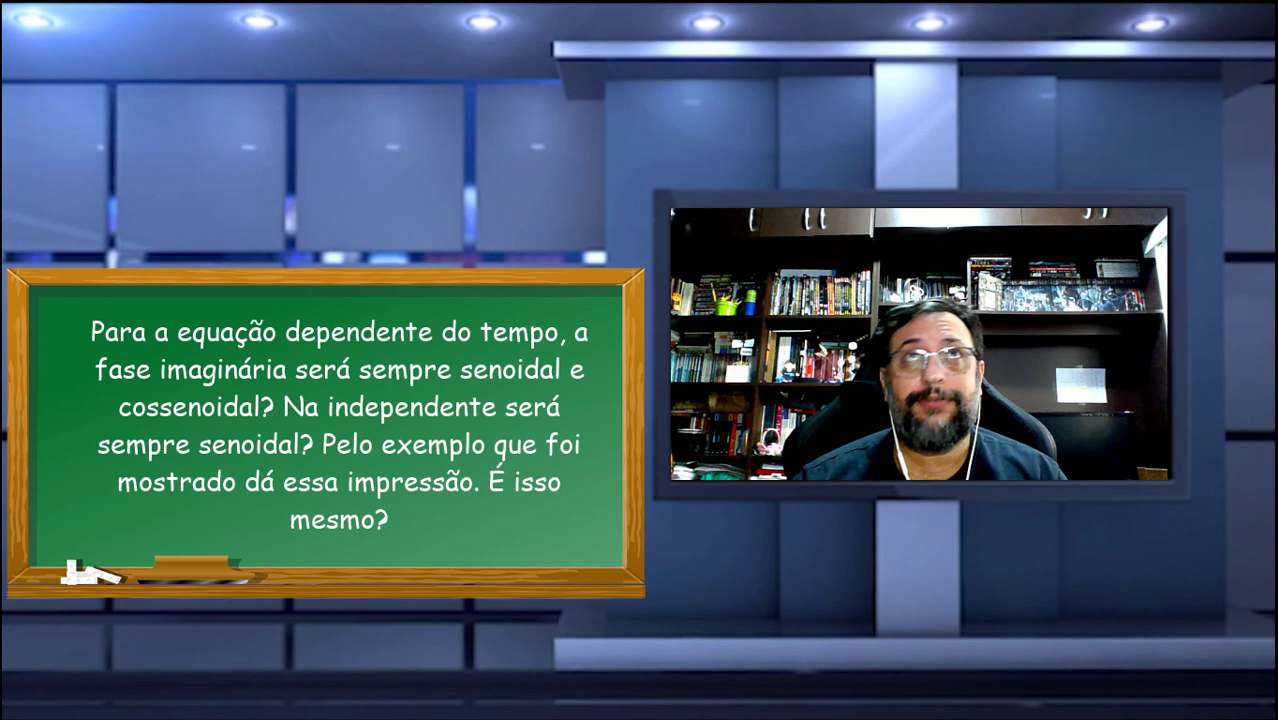 Para a equação dependente do tempo, a
fase imaginária será sempre senoidal e
cossenoidal? Na independente será
sempre senoidal? Pelo exemplo que foi
mostrado dá essa impressão. É isso
mesmo?